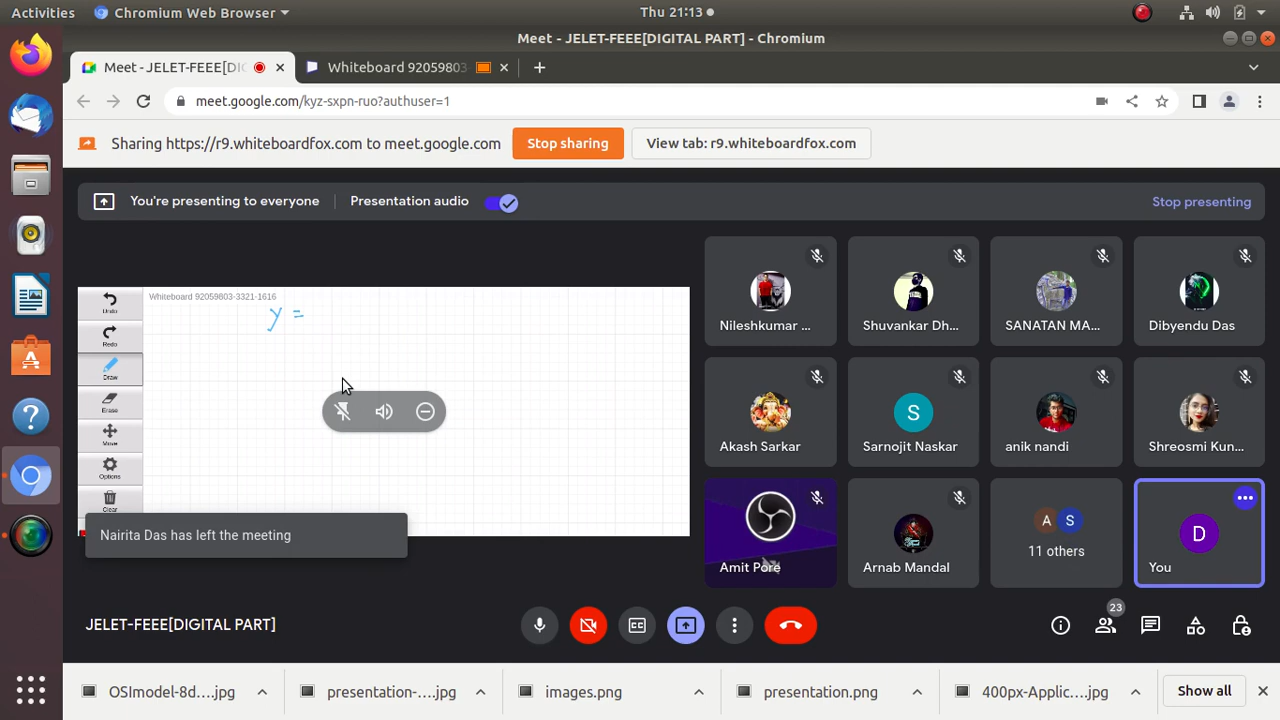 Activities
Chromium Web Browser
Thu 21:13
Meet - JELET-FEEE[DIGITAL PART] - Chromium
Meet - JELET-FEEE[DIG
Whiteboard 92059803
meet.google.com/kyz-sxpn-ruo?authuser=1
Sharing https://r9.whiteboardfox.com to meet.google.com
Stop sharing
View tab: r9.whiteboardfox.com
You're presenting to everyone
Presentation audio
Stop presenting
Whiteboard 92059803-3321-1616
y =
Undo
Redo
Draw
Erase
Move
Options
Clear
Nairita Das has left the meeting
Nileshkumar ...
Shuvankar Dh...
SANATAN MA...
Dibyendu Das
Akash Sarkar
S
Sarnojit Naskar
anik nandi
Shreosmi Kun...
Amit Pore
Arnab Mandal
A S
11 others
D
You
JELET-FEEE[DIGITAL PART]
23
OSImodel-8d....jpg
presentation-....jpg
images.png
presentation.png
400px-Applic....jpg
Show all